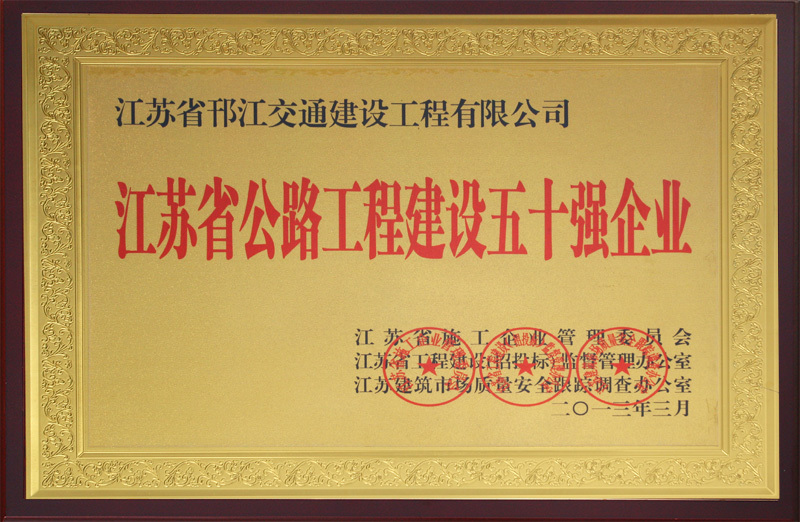 江苏省邗江交通建设工程有限公司
江苏省公路工程建设五十强企业
江苏省施工企业管理委员会
江苏省工程建设(招投标)监督管理办公室
江苏建筑市场质量安全跟踪调查办公室
二〇一三年三月